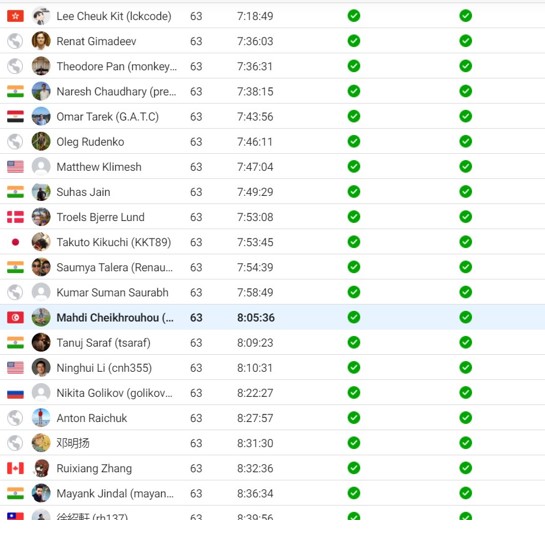 Lee Cheuk Kit (lckcode) 63 7:18:49
Renat Gimadeev 63 7:36:03
Theodore Pan (monkey... 63 7:36:31
Naresh Chaudhary (pre... 63 7:38:15
Omar Tarek (G.A.T.C) 63 7:43:56
Oleg Rudenko 63 7:46:11
Matthew Klimesh 63 7:47:04
Suhas Jain 63 7:49:29
Troels Bjerre Lund 63 7:53:08
Takuto Kikuchi (KKT89) 63 7:53:45
Saumya Talera (Renau... 63 7:54:39
Kumar Suman Saurabh 63 7:58:49
Mahdi Cheikhrouhou (... 63 8:05:36
Tanuj Saraf (tsaraf) 63 8:09:23
Ninghui Li (cnh355) 63 8:10:31
Nikita Golikov (golikov... 63 8:22:27
Anton Raichuk 63 8:27:57
邓明扬 63 8:31:30
Ruixiang Zhang 63 8:32:36
Mayank Jindal (mayan... 63 8:36:34
徐紹軒 (rh137) 63 8:39:56